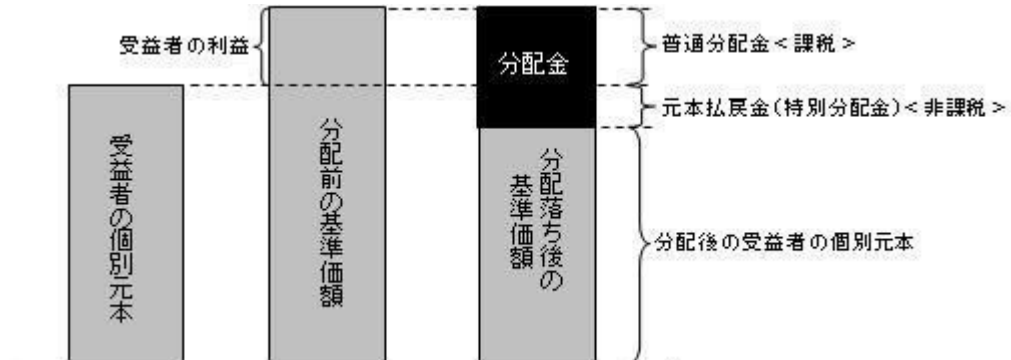 受益者の利益
分配金
普通分配金＜課税＞
元本払戻金(特別分配金)＜非課税＞
受益者の個別元本
分配前の基準価額
分配落ち後の
基準価額
分配後の受益者の個別元本